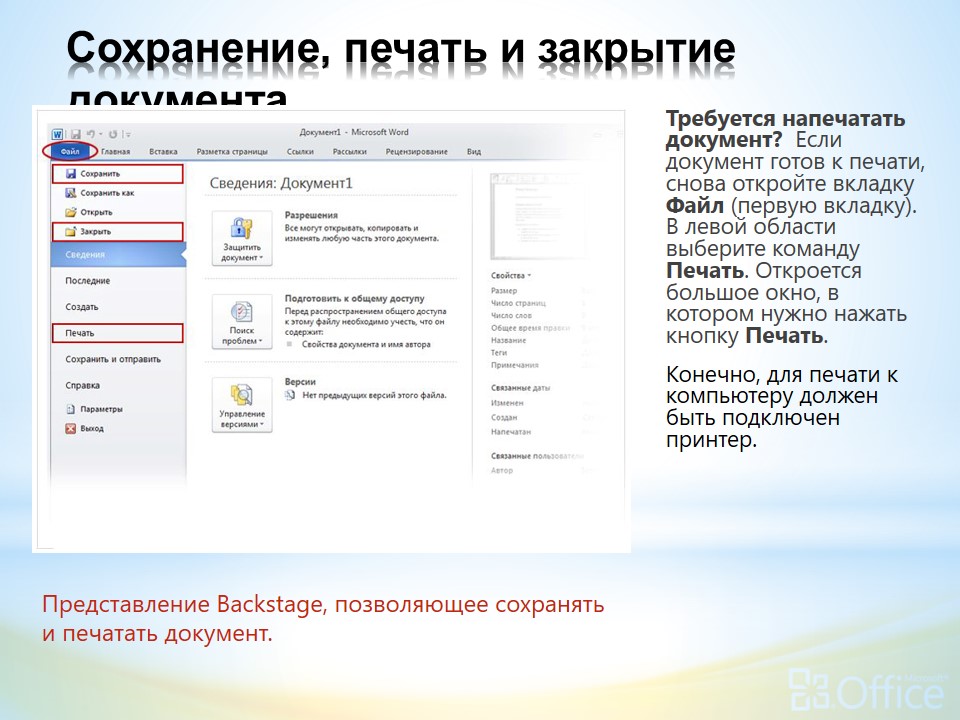 Сохранение, печать и закрытие
документа
Документ1 - Microsoft Word
Файл Главная Вставка Разметка страницы Ссылки Рассылки Рецензирование Вид
Сохранить
Сохранить как
Открыть
Закрыть
Сведения
Последние
Создать
Печать
Сохранить и отправить
Справка
Параметры
Выход
Сведения: Документ1
Защитить
документ
Разрешения
Все могут открывать, копировать и
изменять любую часть этого документа.
Поиск
проблем
Подготовить к общему доступу
Перед распространением общего доступа
к этому файлу необходимо учесть, что он
содержит:
Свойства документа и имя автора
Управление
версиями
Версии
Нет предыдущих версий этого файла.
Свойства
Размер
Число страниц
Число слов
Общее время правки
Название
Теги
Примечания
Связанные даты
Изменен
Создан
Напечатан
Связанные пользователи
Автор
Требуется напечатать
документ? Если
документ готов к печати,
снова откройте вкладку
Файл (первую вкладку).
В левой области
выберите команду
Печать. Откроется
большое окно, в
котором нужно нажать
кнопку Печать.
Конечно, для печати к
компьютеру должен
быть подключен
принтер.
Представление Backstage, позволяющее сохранять
и печатать документ.
Microsoft
Office